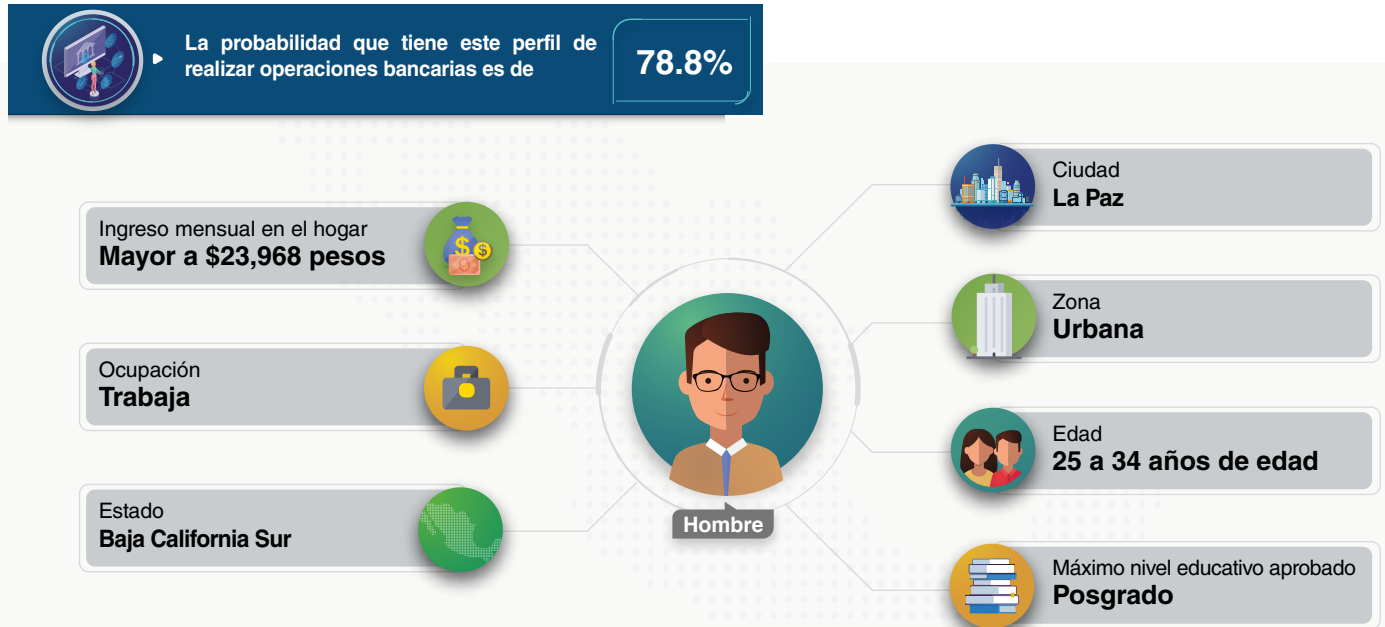 La probabilidad que tiene este perfil de
realizar operaciones bancarias es de
78.8%
Ingreso mensual en el hogar
Mayor a $23,968 pesos
Ocupación
Trabaja
Estado
Baja California Sur
Hombre
Ciudad
La Paz
Zona
Urbana
Edad
25 a 34 años de edad
Máximo nivel educativo aprobado
Posgrado